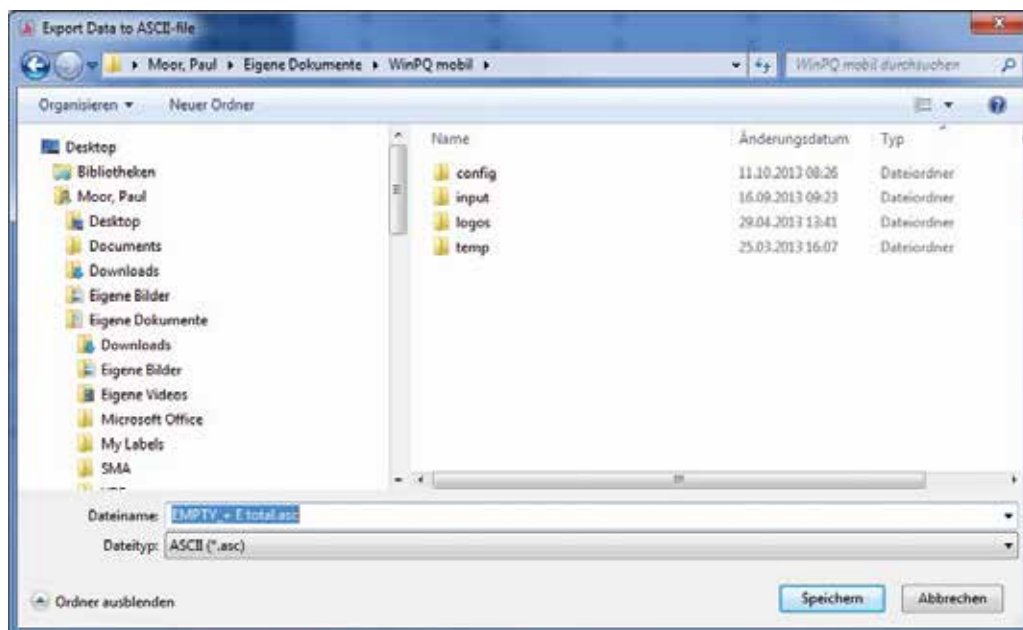 Export Data to ASCII-file
Moor, Paul ▸ Eigene Dokumente ▸ WinPQ mobil ▸
WinPQ mobil durchsuchen
Organisieren
Neuer Ordner
Name
Änderungsdatum
Typ
Desktop
Bibliotheken
Moor, Paul
Desktop
Documents
Downloads
Eigene Bilder
Eigene Dokumente
Downloads
Eigene Bilder
Eigene Videos
Microsoft Office
My Labels
SMA
config 11.10.2013 08:26 Dateiordner
input 16.09.2013 09:23 Dateiordner
logos 29.04.2013 13:41 Dateiordner
temp 25.03.2013 16:07 Dateiordner
Dateiname: EMPTY_+ E total.asc
Dateityp: ASCII (*.asc)
Ordner ausblenden
Speichern
Abbrechen